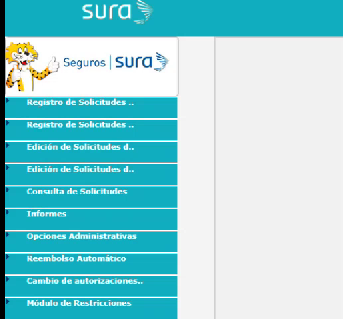 sura
Seguros | sura
Registro de Solicitudes ..
Registro de Solicitudes ..
Edición de Solicitudes d..
Edición de Solicitudes d..
Consulta de Solicitudes
Informes
Opciones Administrativas
Reembolso Automático
Cambio de autorizaciones..
Módulo de Restricciones